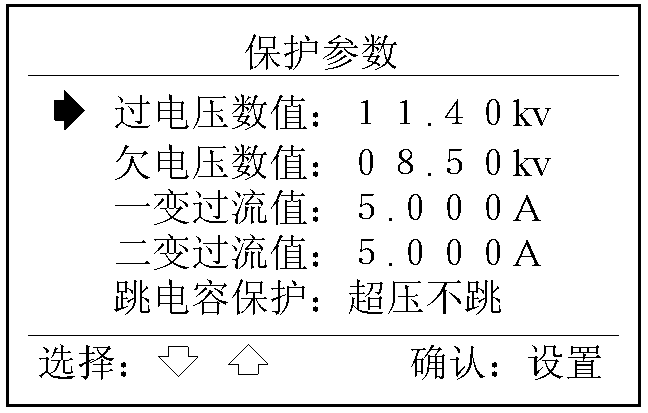 保护参数
过电压数值：11.40kv
欠电压数值：08.50kv
一变过流值：5.000A
二变过流值：5.000A
跳电容保护：超压不跳
选择： 确认：设置